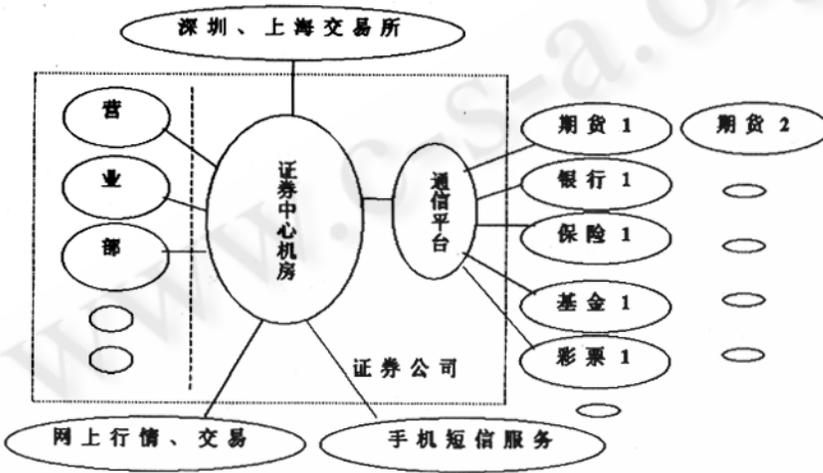 深圳、上海交易所
营
业
部
证券中心机房
通信平台
期货 1
期货 2
银行 1
保险 1
基金 1
彩票 1
证券公司
网上行情、交易
手机短信服务
www.c-s-a.o